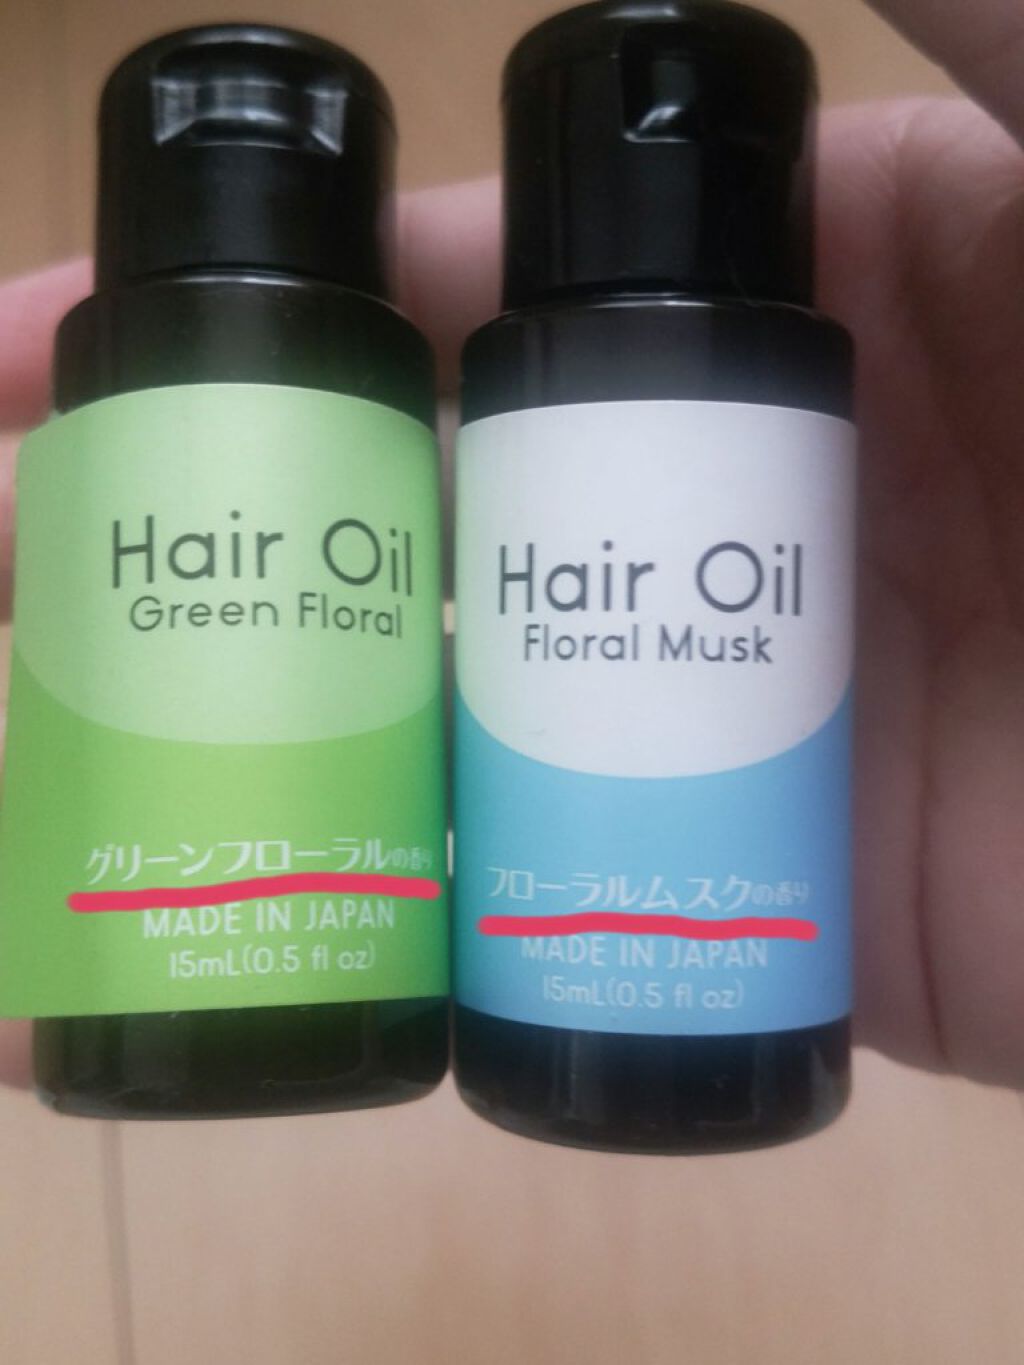 Hair Oil
Green Floral
グリーンフローラルの香り
MADE IN JAPAN
15mL(0.5 fl oz)
Hair Oil
Floral Musk
フローラルムスクの香り
MADE IN JAPAN
15mL(0.5 fl oz)